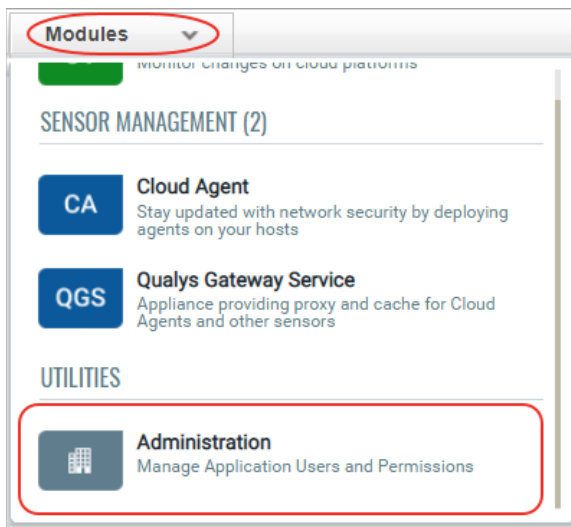 Modules
Monitor changes on cloud platforms
SENSOR MANAGEMENT (2)
CA
Cloud Agent
Stay updated with network security by deploying
agents on your hosts
QGS
Qualys Gateway Service
Appliance providing proxy and cache for Cloud
Agents and other sensors
UTILITIES
Administration
Manage Application Users and Permissions